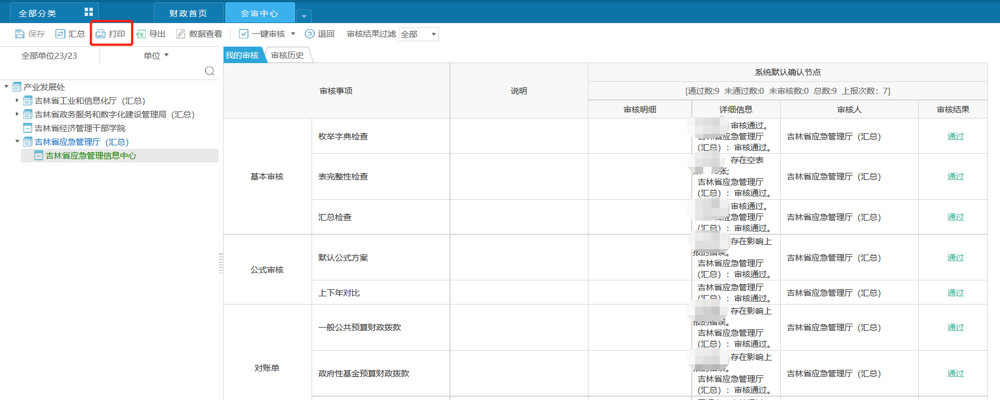 全部分类
财政首页
会审中心
保存
汇总
打印
导出
数据查看
一键审核
退回
审核结果过滤
全部
全部单位23/23
单位
产业发展处
吉林省工业和信息化厅（汇总）
吉林省政务服务和数字化建设管理局（汇总）
吉林省经济管理干部学院
吉林省应急管理厅（汇总）
吉林省应急管理信息中心
我的审核
审核历史
审核事项
说明
系统默认确认节点
[通过数:9 未通过数:0 未审核数:0 总数:9 上报次数：7]
审核明细
详细信息
审核人
审核结果
基本审核
枚举字典检查
审核通过。
吉林省应急管理厅
（汇总）：审核通过。
吉林省应急管理厅（汇总）
通过
表完整性检查
：存在空表
张;
吉林省应急管理厅
（汇总）：审核通过。
吉林省应急管理厅（汇总）
通过
汇总检查
审核通过。
应急管理厅
（汇总）：审核通过。
吉林省应急管理厅（汇总）
通过
公式审核
默认公式方案
存在影响上
报的错误。
吉林省应急管理厅
（汇总）：审核通过。
吉林省应急管理厅（汇总）
通过
上下年对比
吉林省应急管理厅
（汇总）：审核通过。
吉林省应急管理厅（汇总）
通过
对账单
一般公共预算财政拨款
存在影响上
报的错误。
吉林省应急管理厅
（汇总）：审核通过。
吉林省应急管理厅（汇总）
通过
政府性基金预算财政拨款
存在影响上
报的错误。
吉林省应急管理厅
（汇总）：审核通过。
吉林省应急管理厅（汇总）
通过